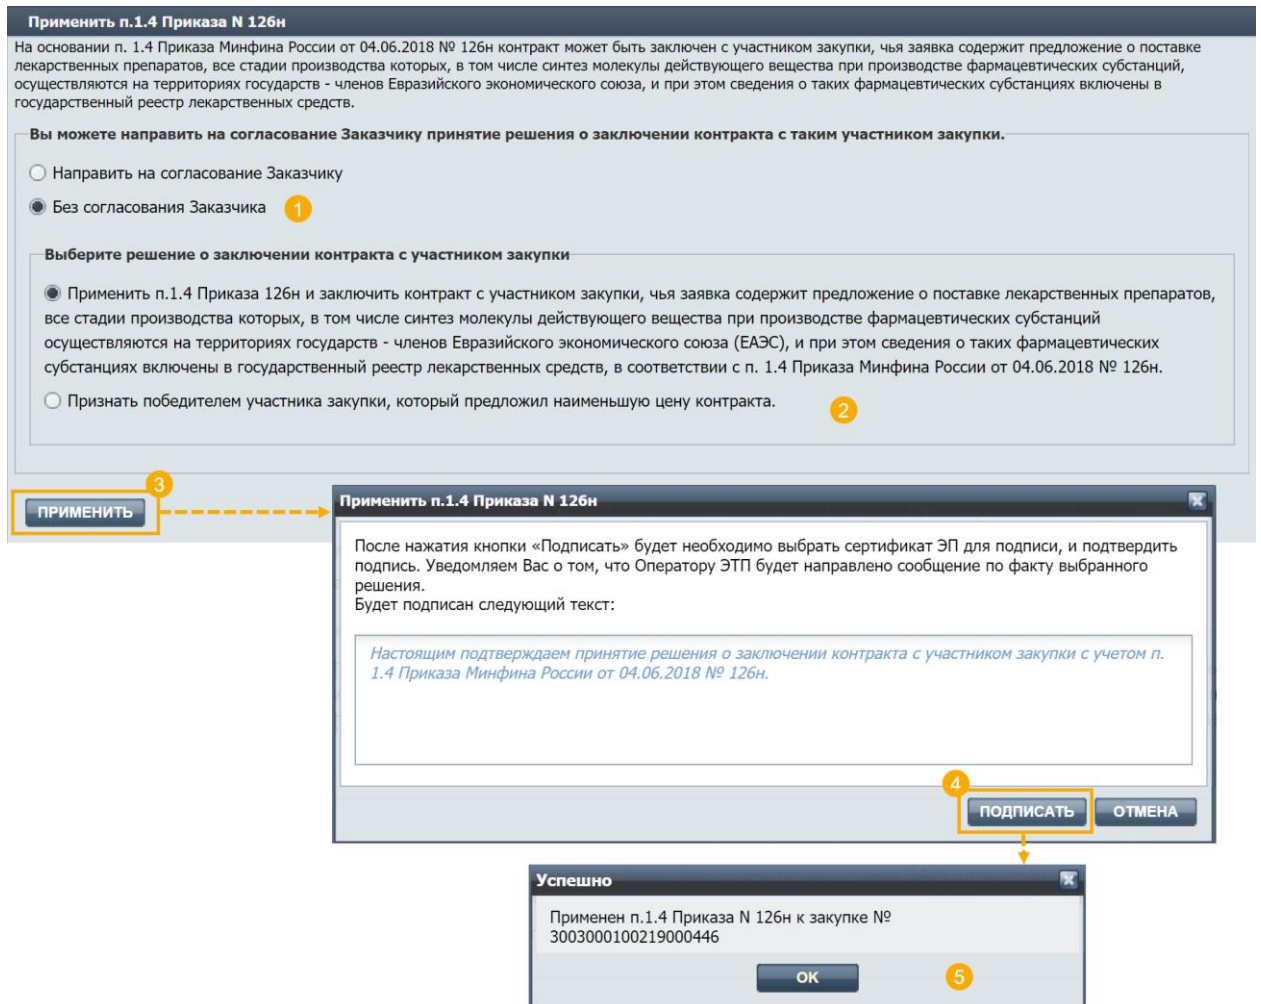 Применить п.1.4 Приказа N 126н
На основании п. 1.4 Приказа Минфина России от 04.06.2018 № 126н контракт может быть заключен с участником закупки, чья заявка содержит предложение о поставке
лекарственных препаратов, все стадии производства которых, в том числе синтез молекулы действующего вещества при производстве фармацевтических субстанций,
осуществляются на территориях государств - членов Евразийского экономического союза, и при этом сведения о таких фармацевтических субстанциях включены в
государственный реестр лекарственных средств.
Вы можете направить на согласование Заказчику принятие решения о заключении контракта с таким участником закупки.
Направить на согласование Заказчику
Без согласования Заказчика 1
Выберите решение о заключении контракта с участником закупки
Применить п.1.4 Приказа 126н и заключить контракт с участником закупки, чья заявка содержит предложение о поставке лекарственных препаратов,
все стадии производства которых, в том числе синтез молекулы действующего вещества при производстве фармацевтических субстанций
осуществляются на территориях государств - членов Евразийского экономического союза (ЕАЭС), и при этом сведения о таких фармацевтических
субстанциях включены в государственный реестр лекарственных средств, в соответствии с п. 1.4 Приказа Минфина России от 04.06.2018 № 126н.
Признать победителем участника закупки, который предложил наименьшую цену контракта. 2
3
ПРИМЕНИТЬ
Применить п.1.4 Приказа N 126н
После нажатия кнопки «Подписать» будет необходимо выбрать сертификат ЭП для подписи, и подтвердить
подпись. Уведомляем Вас о том, что Оператору ЭТП будет направлено сообщение по факту выбранного
решения.
Будет подписан следующий текст:
Настоящим подтверждаем принятие решения о заключении контракта с участником закупки с учетом п.
1.4 Приказа Минфина России от 04.06.2018 № 126н.
4
ПОДПИСАТЬ ОТМЕНА
Успешно
Применен п.1.4 Приказа N 126н к закупке №
3003000100219000446
ОК 5